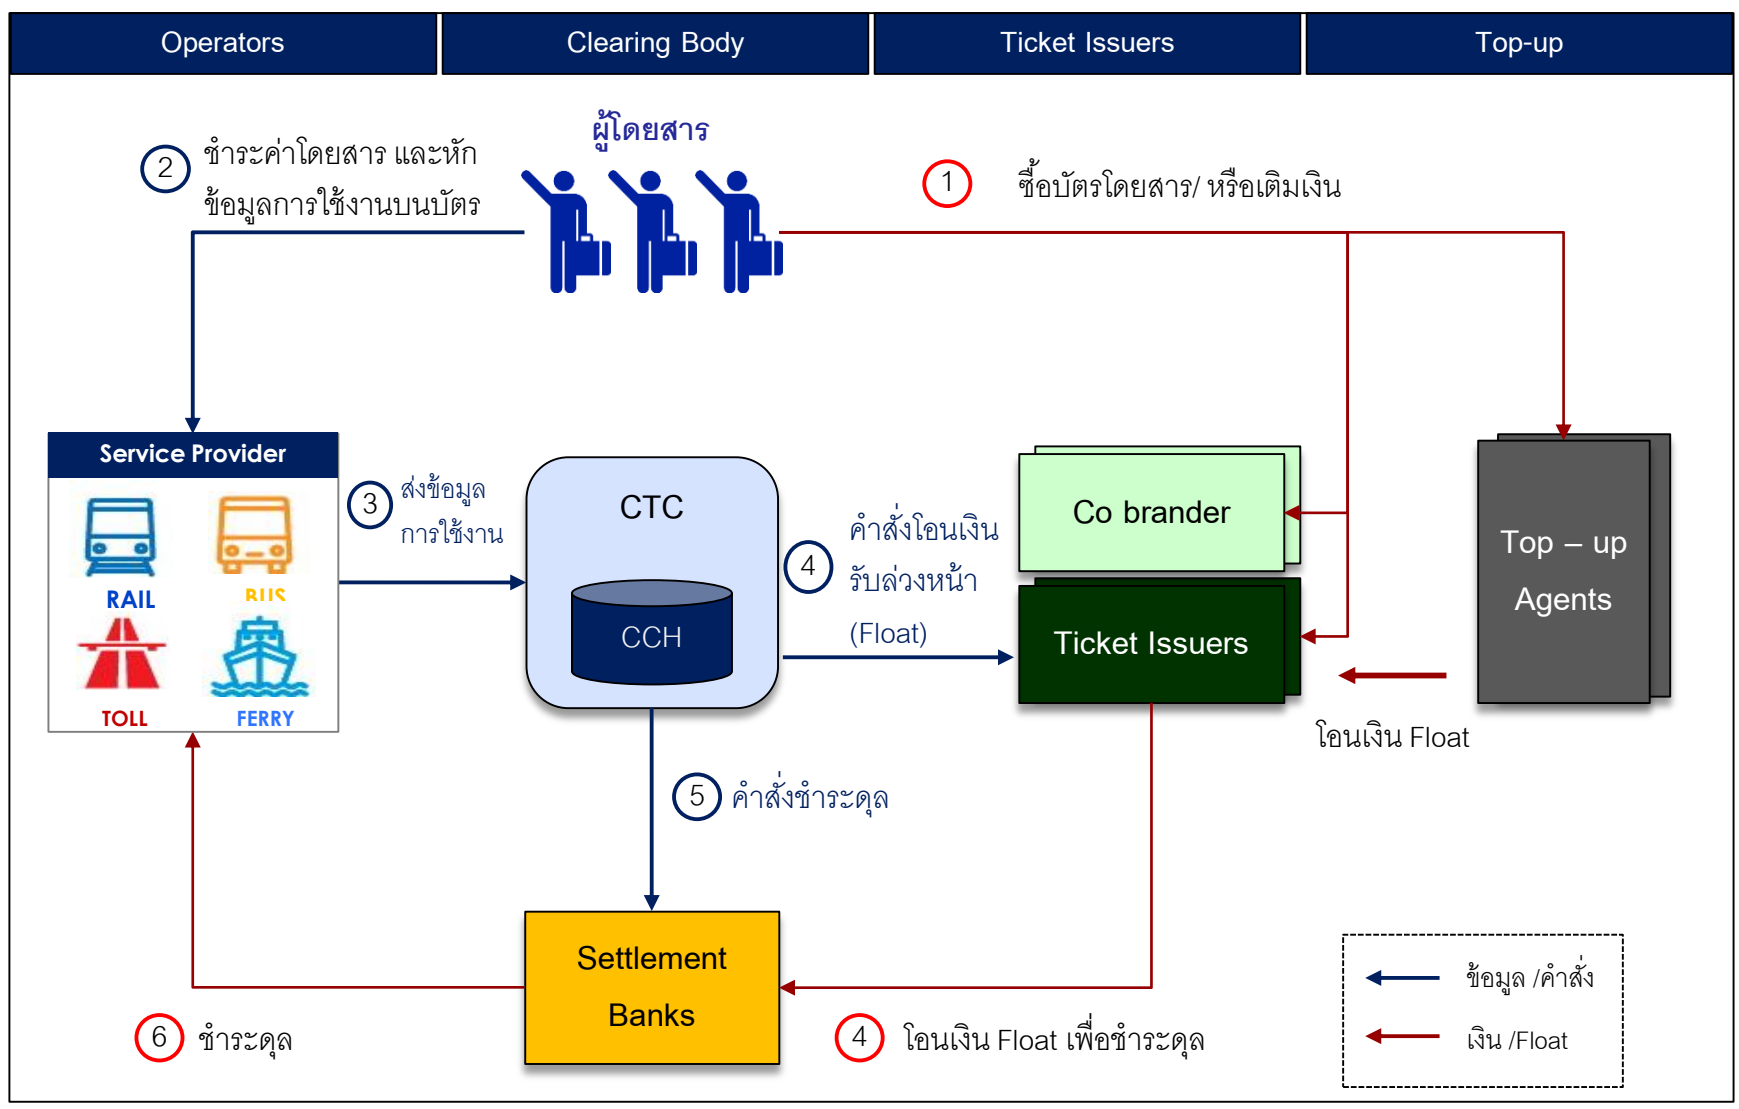 Operators
Clearing Body
Ticket Issuers
Top-up
ผู้โดยสาร
2
ชำระค่าโดยสาร และหัก
ข้อมูลการใช้งานบนบัตร
1
ซื้อบัตรโดยสาร/ หรือเติมเงิน
Service Provider
RAIL
BUS
TOLL
FERRY
3
ส่งข้อมูล
การใช้งาน
CTC
CCH
4
คำสั่งโอนเงิน
รับล่วงหน้า
(Float)
Co brander
Ticket Issuers
Top – up
Agents
โอนเงิน Float
5
คำสั่งชำระดุล
Settlement
Banks
6
ชำระดุล
4
โอนเงิน Float เพื่อชำระดุล
ข้อมูล /คำสั่ง
เงิน /Float